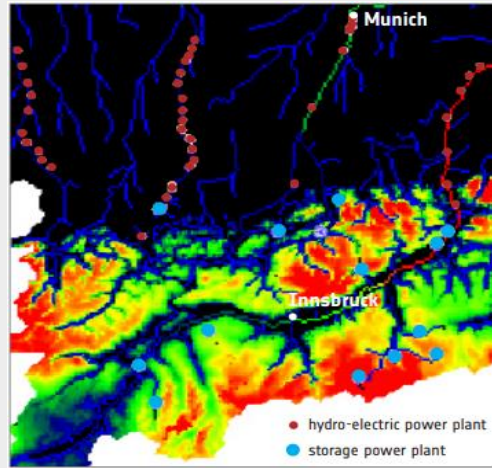 Munich
Innsbruck
hydro-electric power plant
storage power plant